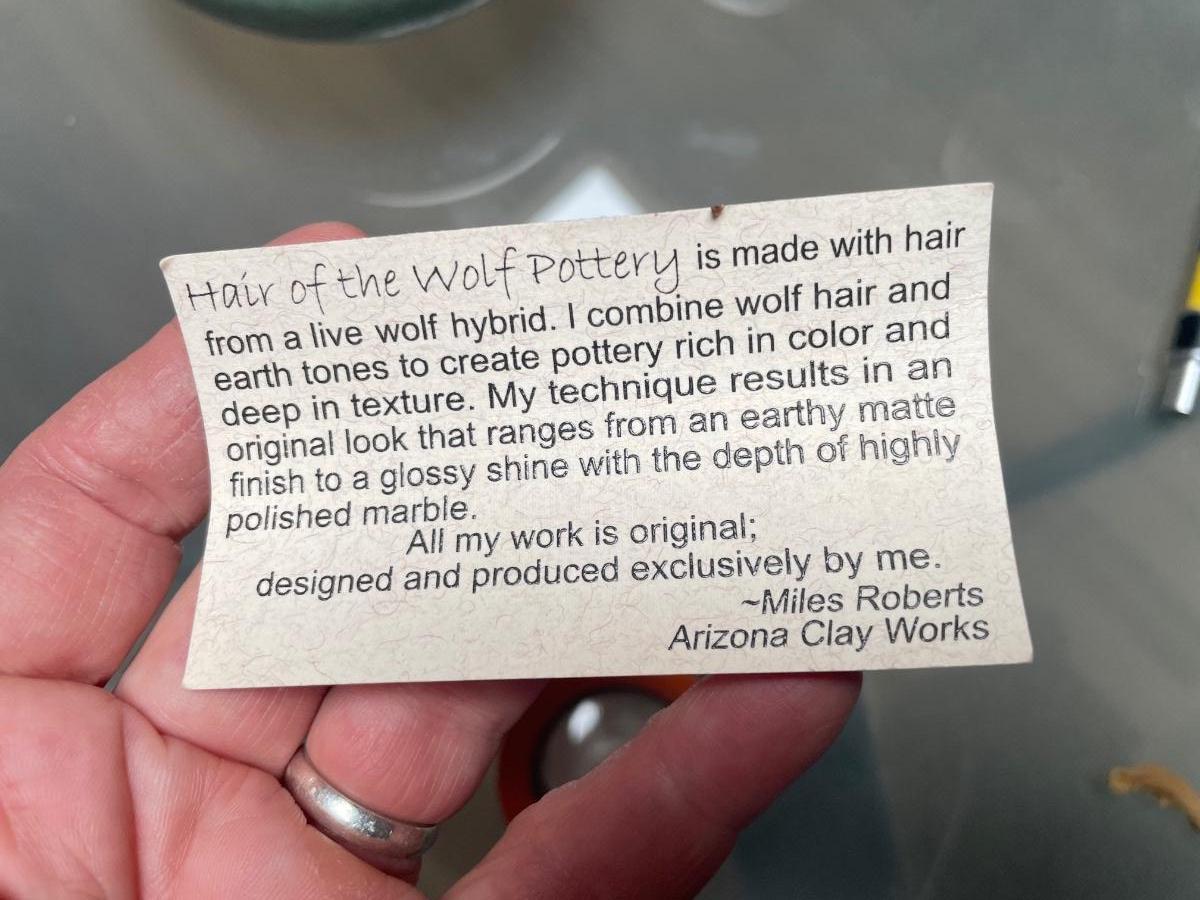 Hair of the Wolf Pottery is made with hair
from a live wolf hybrid. I combine wolf hair and
earth tones to create pottery rich in color and
deep in texture. My technique results in an
original look that ranges from an earthy matte
finish to a glossy shine with the depth of highly
polished marble.
All my work is original;
designed and produced exclusively by me.
~Miles Roberts
Arizona Clay Works